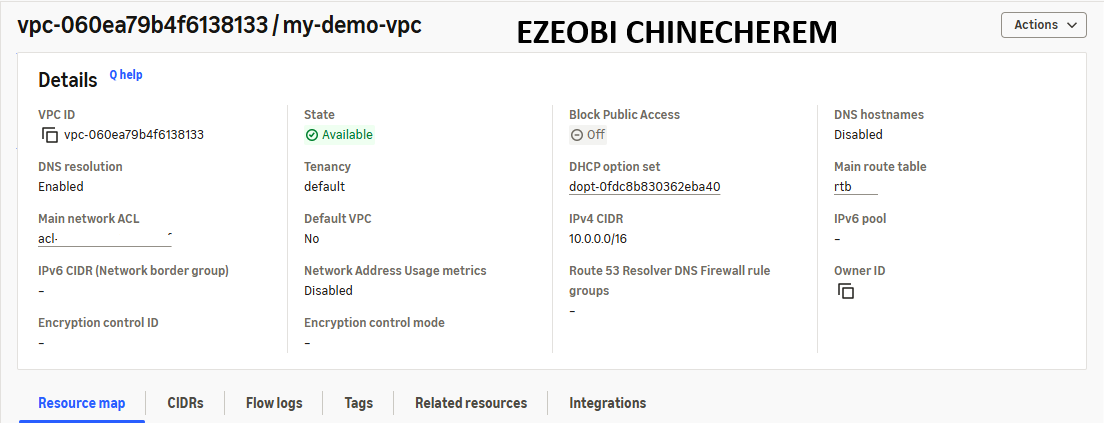 vpc-060ea79b4f6138133 / my-demo-vpc
EZEOBI CHINECHEREM
Actions
Details
Q help
VPC ID
vpc-060ea79b4f6138133
State
Available
Block Public Access
Off
DNS hostnames
Disabled
DNS resolution
Enabled
Tenancy
default
DHCP option set
dopt-0fdc8b830362eba40
Main route table
rtb
Main network ACL
acl-
Default VPC
No
IPv4 CIDR
10.0.0.0/16
IPv6 pool
–
IPv6 CIDR (Network border group)
–
Network Address Usage metrics
Disabled
Route 53 Resolver DNS Firewall rule
groups
–
Owner ID
Encryption control ID
–
Encryption control mode
–
Resource map
CIDRs
Flow logs
Tags
Related resources
Integrations